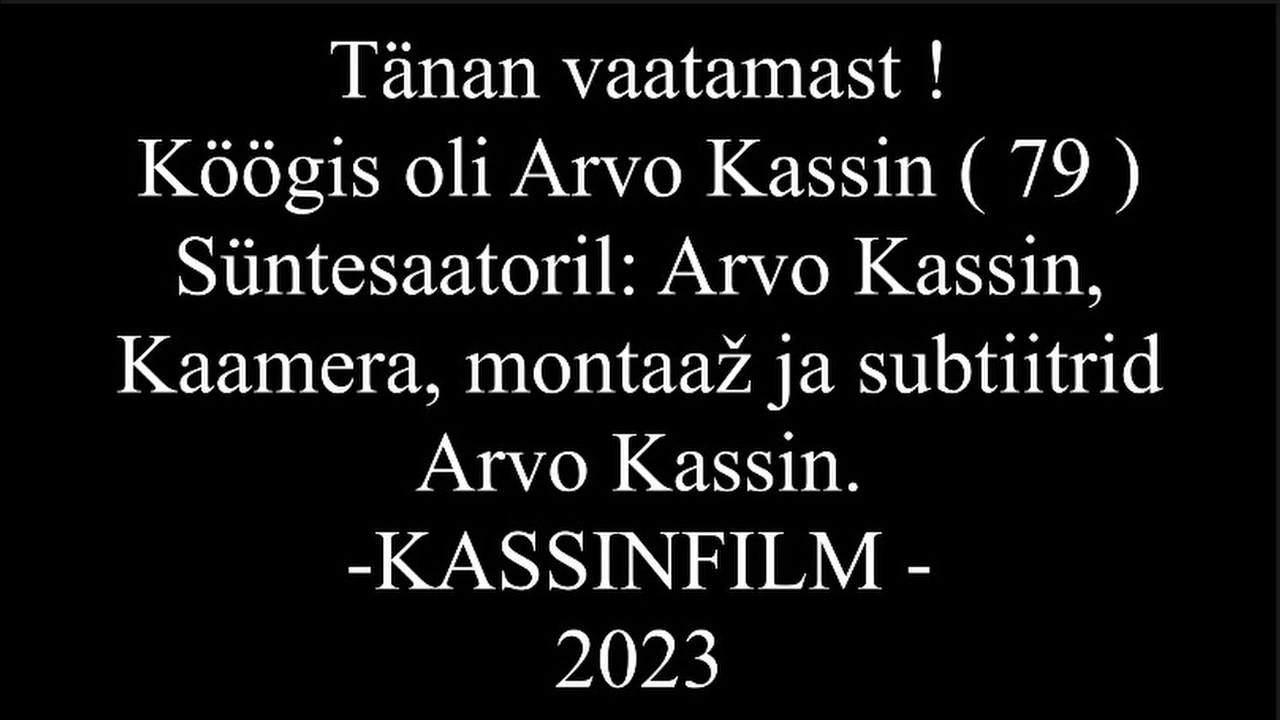 Tänan vaatamast !
Köögis oli Arvo Kassin ( 79 )
Süntesaatoril: Arvo Kassin,
Kaamera, montaaž ja subtiitrid
Arvo Kassin.
-KASSINFILM -
2023